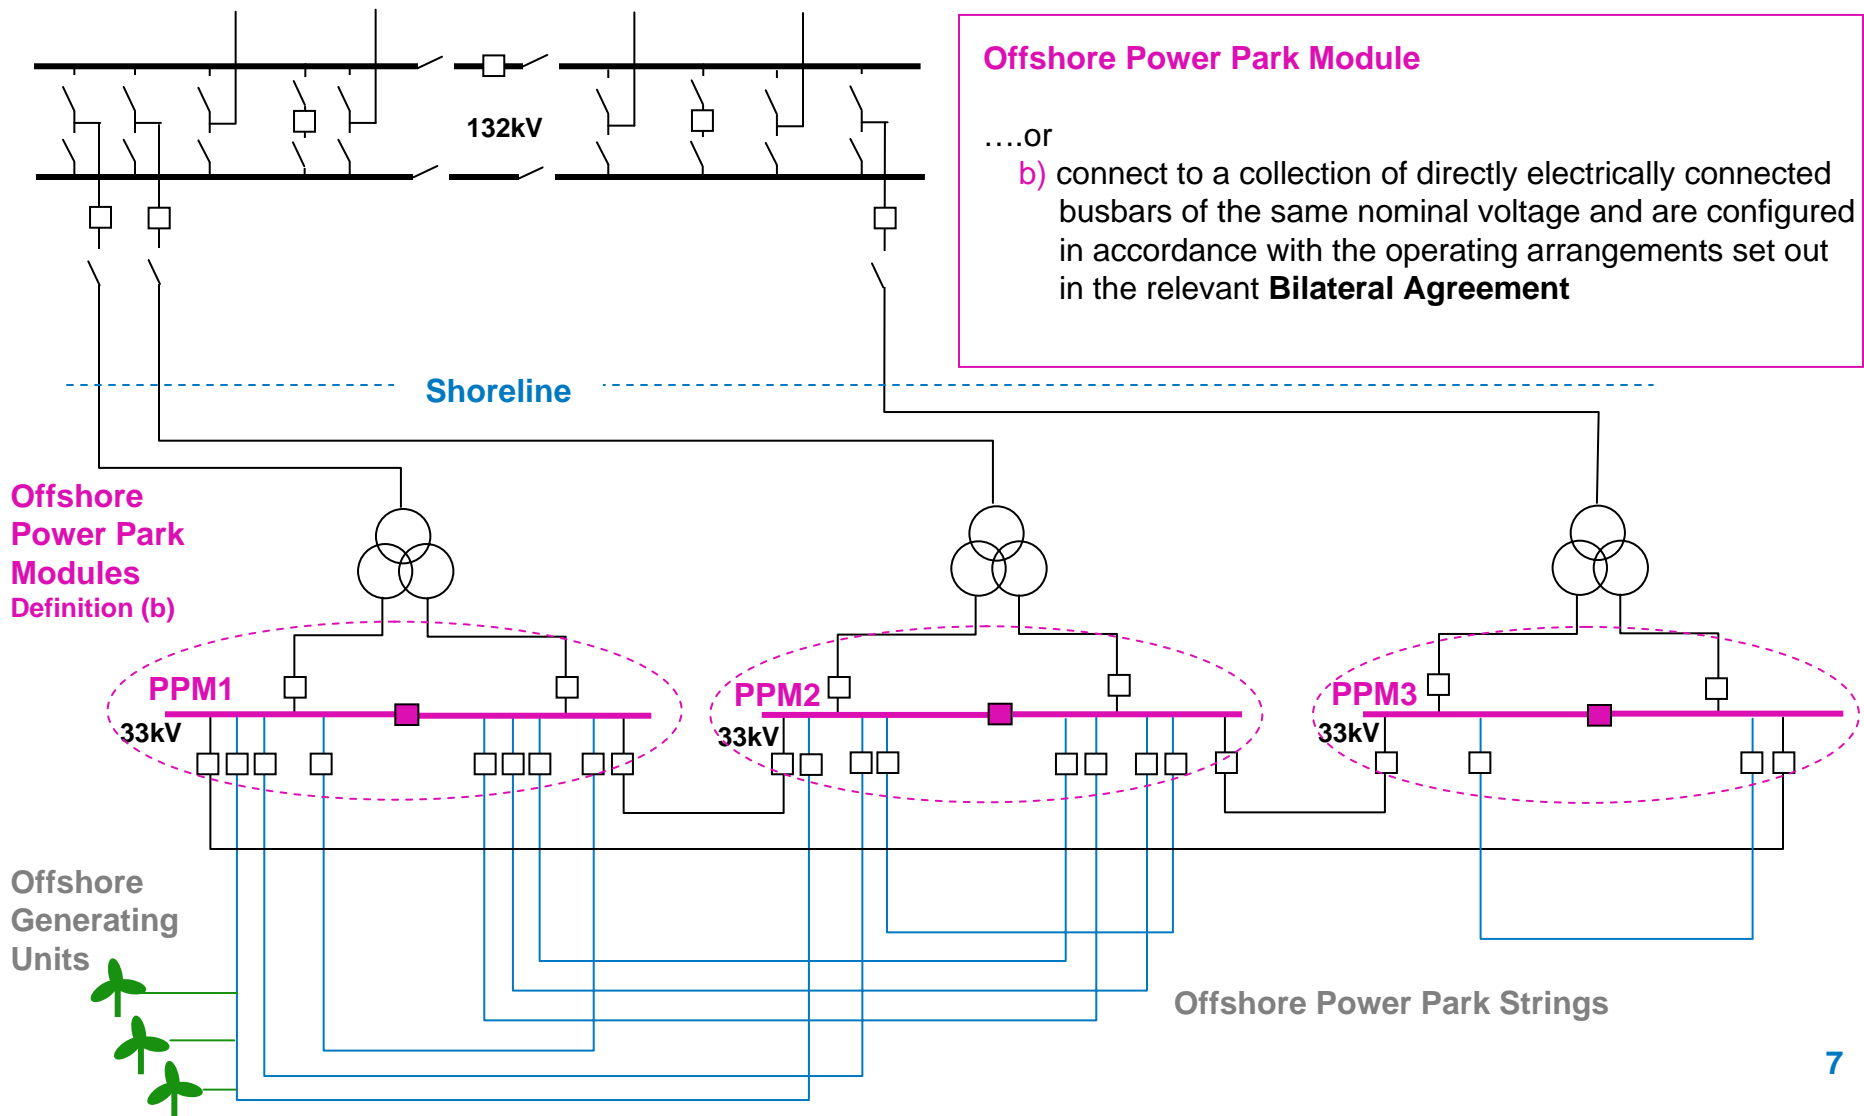 Offshore Power Park Module
….or
b) connect to a collection of directly electrically connected
busbars of the same nominal voltage and are configured
in accordance with the operating arrangements set out
in the relevant Bilateral Agreement
132kV
Shoreline
Offshore
Power Park
Modules
Definition (b)
PPM1
33kV
PPM2
33kV
PPM3
33kV
Offshore
Generating
Units
Offshore Power Park Strings
7